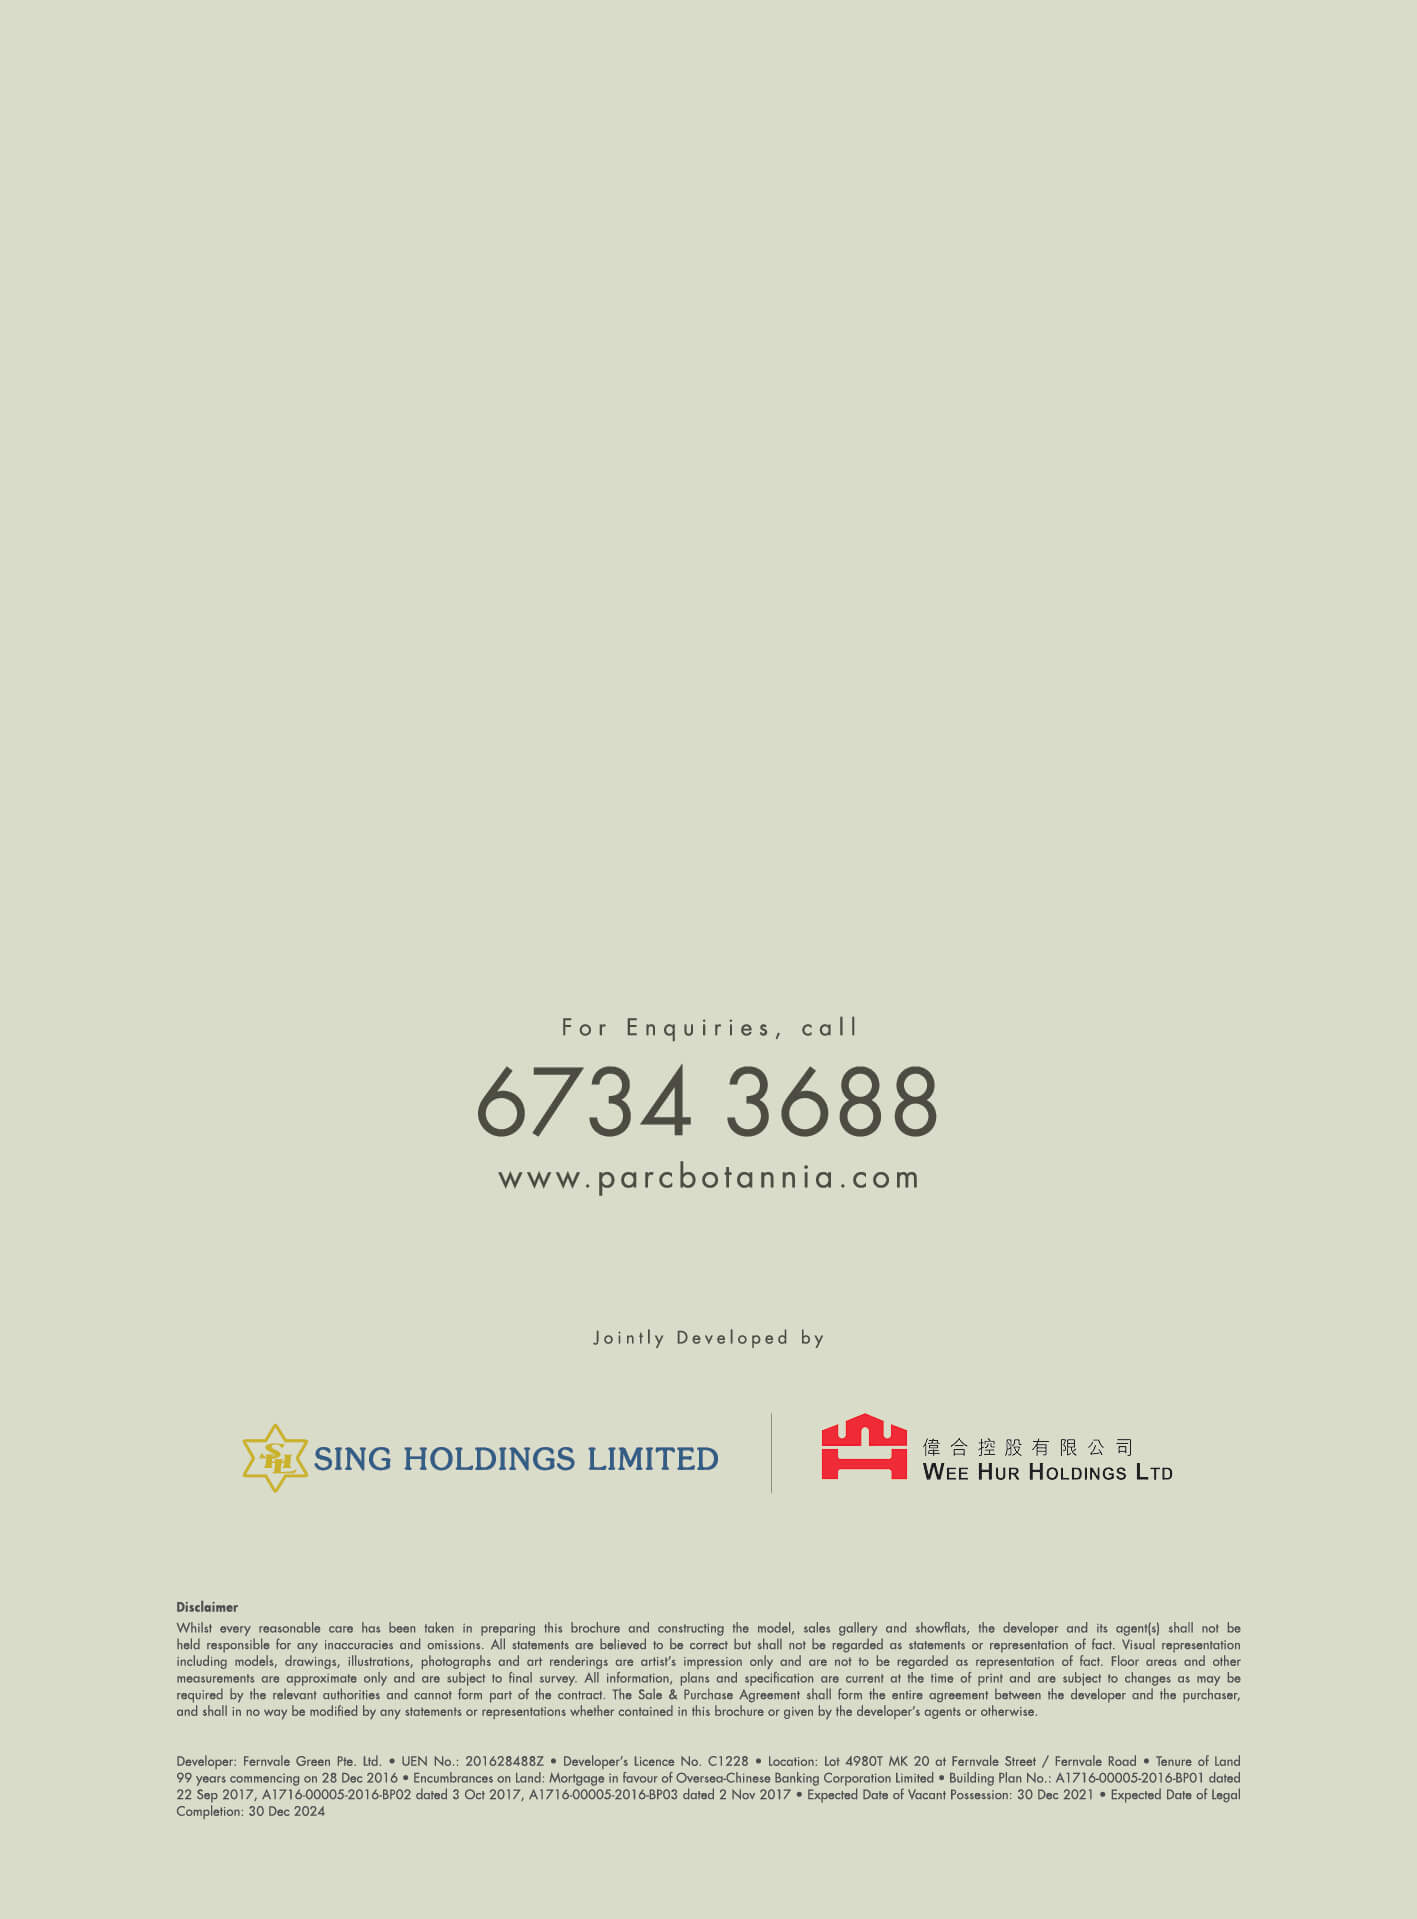 For Enquiries, call
6734 3688
www.parcbotannia.com
Jointly Developed by
SHL
SING HOLDINGS LIMITED
偉合控股有限公司
WEE HUR HOLDINGS LTD
Disclaimer
Whilst every reasonable care has been taken in preparing this brochure and constructing the model, sales gallery and showflats, the developer and its agent(s) shall not be
held responsible for any inaccuracies and omissions. All statements are believed to be correct but shall not be regarded as statements or representation of fact. Visual representation
including models, drawings, illustrations, photographs and art renderings are artist’s impression only and are not to be regarded as representation of fact. Floor areas and other
measurements are approximate only and are subject to final survey. All information, plans and specification are current at the time of print and are subject to changes as may be
required by the relevant authorities and cannot form part of the contract. The Sale & Purchase Agreement shall form the entire agreement between the developer and the purchaser,
and shall in no way be modified by any statements or representations whether contained in this brochure or given by the developer’s agents or otherwise.
Developer: Fernvale Green Pte. Ltd. • UEN No.: 201628488Z • Developer’s Licence No. C1228 • Location: Lot 4980T MK 20 at Fernvale Street / Fernvale Road • Tenure of Land
99 years commencing on 28 Dec 2016 • Encumbrances on Land: Mortgage in favour of Oversea-Chinese Banking Corporation Limited • Building Plan No.: A1716-00005-2016-BP01 dated
22 Sep 2017, A1716-00005-2016-BP02 dated 3 Oct 2017, A1716-00005-2016-BP03 dated 2 Nov 2017 • Expected Date of Vacant Possession: 30 Dec 2021 • Expected Date of Legal
Completion: 30 Dec 2024